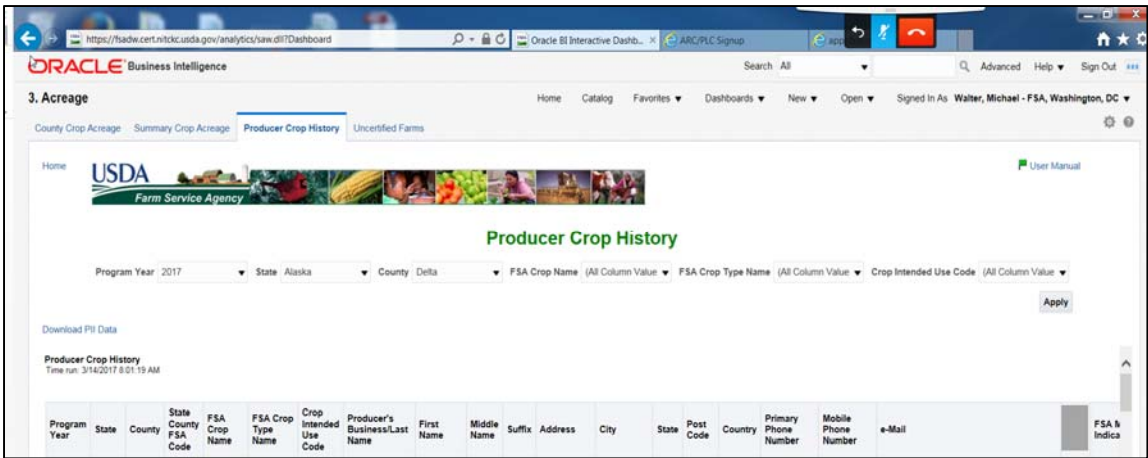 https://fsadw.cert.nitckc.usda.gov/analytics/saw.dll?Dashboard Oracle BI Interactive Dashb... ARC/PLC Signup app
ORACLE Business Intelligence Search All Advanced Help Sign Out
3. Acreage Home Catalog Favorites Dashboards New Open Signed In As Walter, Michael - FSA, Washington, DC
County Crop Acreage Summary Crop Acreage Producer Crop History Uncertified Farms
Home USDA User Manual
Farm Service Agency
Producer Crop History
Program Year 2017 State Alaska County Delta FSA Crop Name (All Column Value FSA Crop Type Name (All Column Value Crop Intended Use Code (All Column Value
Apply
Download PII Data
Producer Crop History
Time run: 3/14/2017 8:01:19 AM
Program Year State County State County FSA Code FSA Crop Name FSA Crop Type Name Crop Intended Use Code Producer's Business/Last Name First Name Middle Name Suffix Address City State Post Code Country Primary Phone Number Mobile Phone Number e-Mail FSA M Indica